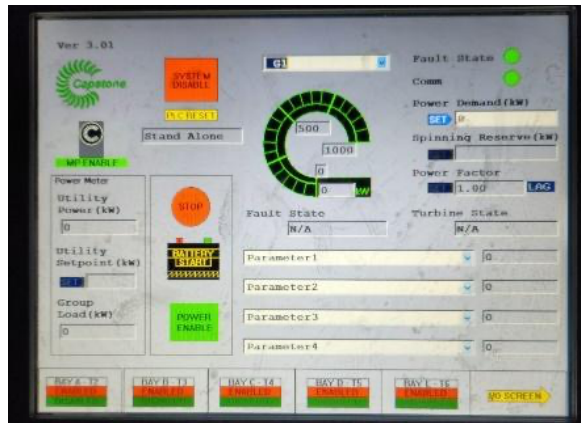 Ver 3.01
Capstone
SYSTEM
DISABLE
G1
Fault State
Comm
PLC RESET
Stand Alone
500
1000
0
0 kW
Power Demand(kW)
SET 0
Spinning Reserve(kW)
SET
Power Factor
SET 1.00 LAG
MP ENABLE
Power Meter
Utility
Power(kW)
0
Utility
Setpoint(kW)
SET
Group
Load(kW)
0
STOP
BATTERY
START
POWER
ENABLE
Fault State
N/A
Turbine State
N/A
Parameter1 0
Parameter2 0
Parameter3 0
Parameter4 0
BAY A - T2
ENABLED
BAY B - T3
ENABLED
BAY C - T4
ENABLED
BAY D - T5
ENABLED
BAY E - T6
ENABLED
I/O SCREEN